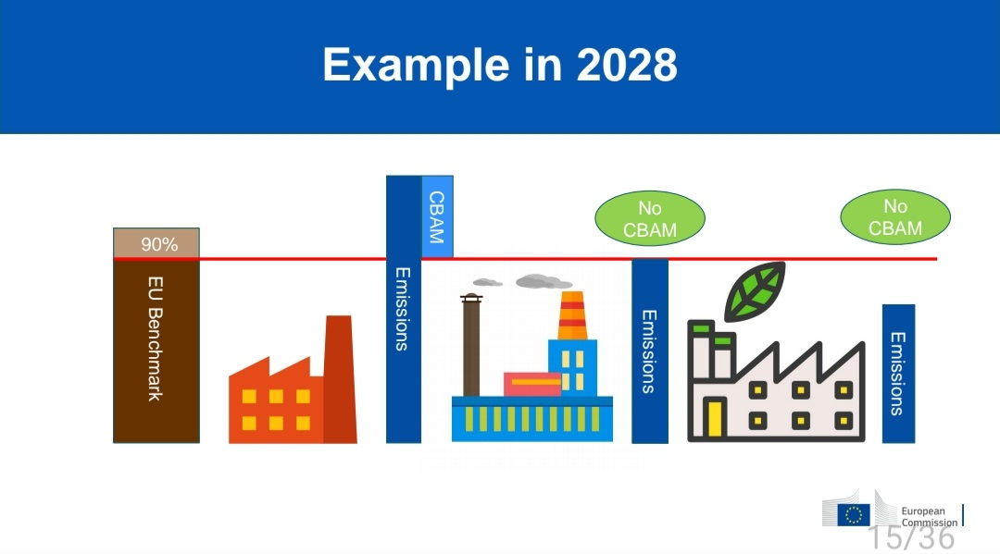 Example in 2028
90%
EU Benchmark
Emissions
CBAM
No
CBAM
Emissions
No
CBAM
Emissions
European
Commission
15/36